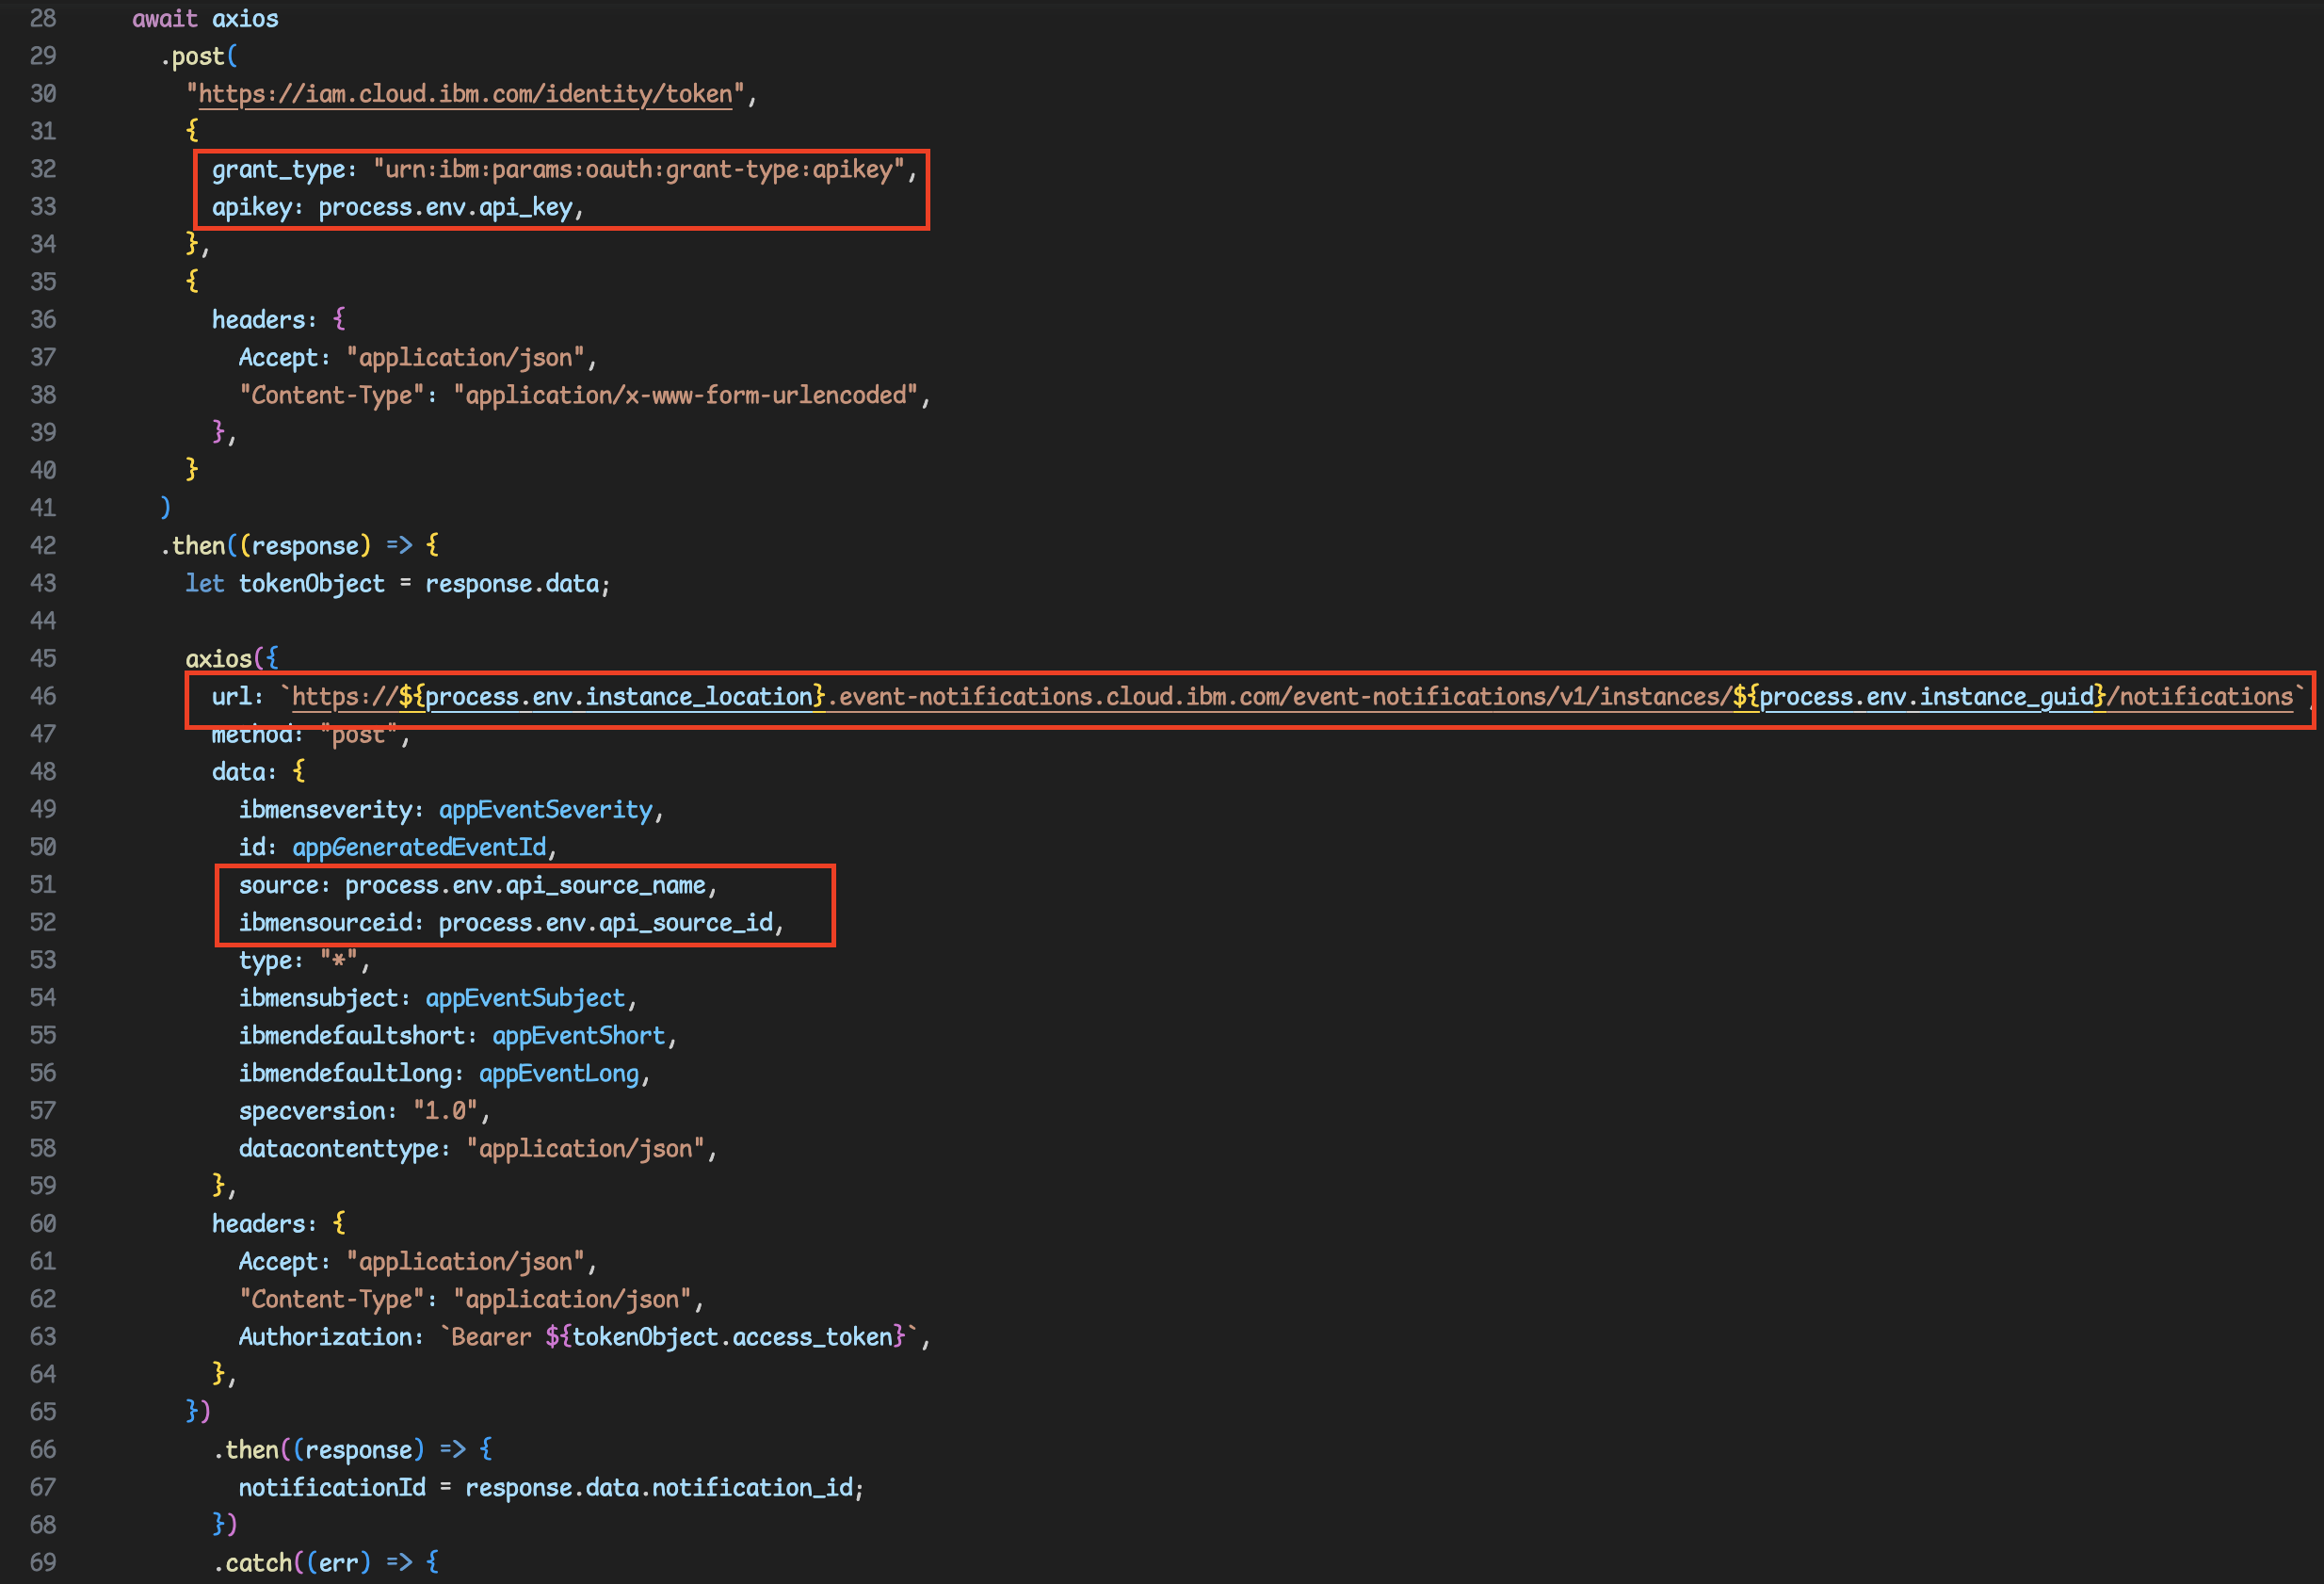 28 await axios
29 .post(
30 "https://iam.cloud.ibm.com/identity/token",
31 {
32 grant_type: "urn:ibm:params:oauth:grant-type:apikey",
33 apikey: process.env.api_key,
34 },
35 {
36 headers: {
37 Accept: "application/json",
38 "Content-Type": "application/x-www-form-urlencoded",
39 },
40 }
41 )
42 .then((response) => {
43 let tokenObject = response.data;
44
45 axios({
46 url: `https://${process.env.instance_location}.event-notifications.cloud.ibm.com/event-notifications/v1/instances/${process.env.instance_guid}/notifications`,
47 method: "post",
48 data: {
49 ibmenseverity: appEventSeverity,
50 id: appGeneratedEventId,
51 source: process.env.api_source_name,
52 ibmensourceid: process.env.api_source_id,
53 type: "*",
54 ibmensubject: appEventSubject,
55 ibmendefaultshort: appEventShort,
56 ibmendefaultlong: appEventLong,
57 specversion: "1.0",
58 datacontenttype: "application/json",
59 },
60 headers: {
61 Accept: "application/json",
62 "Content-Type": "application/json",
63 Authorization: `Bearer ${tokenObject.access_token}`,
64 },
65 })
66 .then((response) => {
67 notificationId = response.data.notification_id;
68 })
69 .catch((err) => {